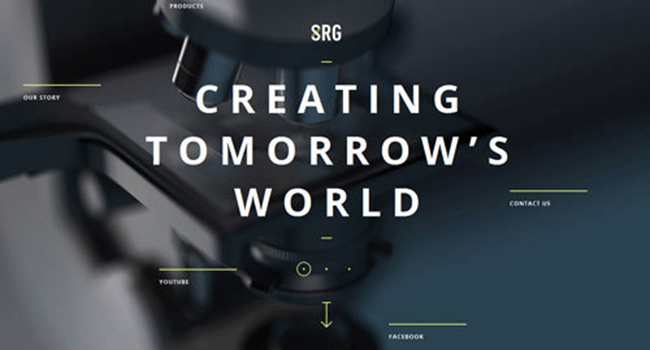 PRODUCTS
SRG
OUR STORY
CREATING
TOMORROW’S
WORLD
CONTACT US
YOUTUBE
FACEBOOK